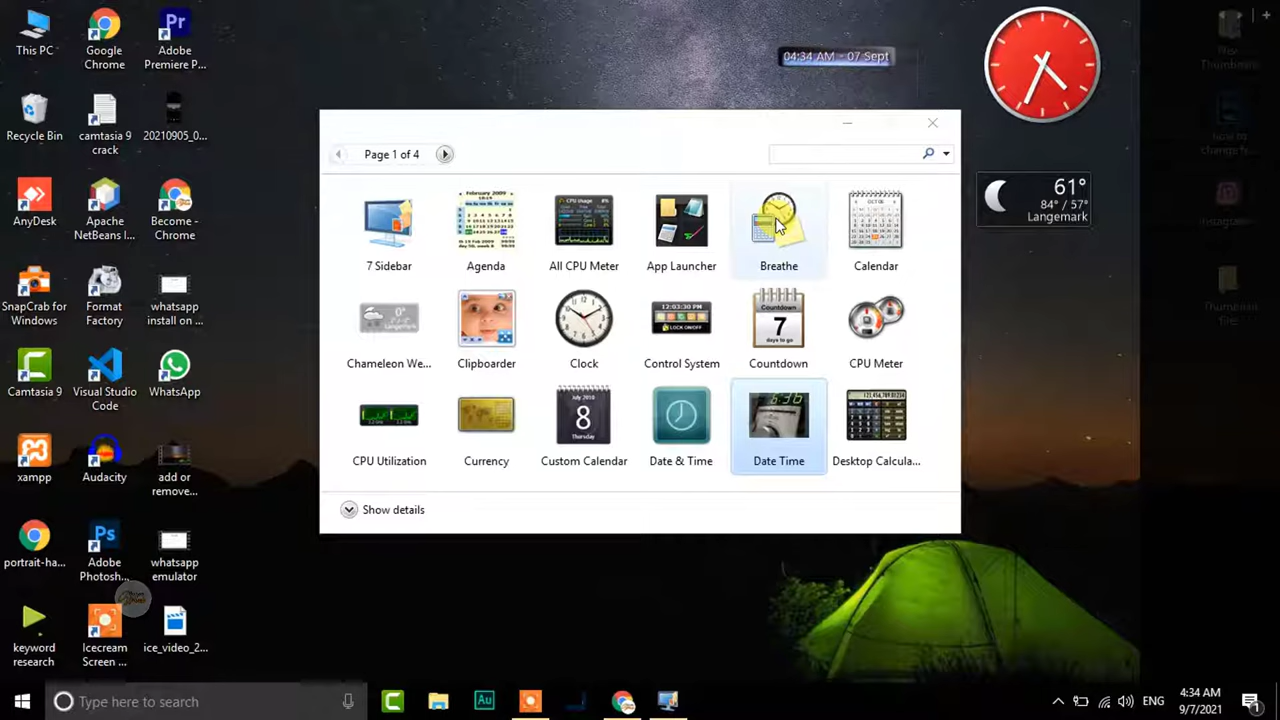 This PC
Google
Chrome
Adobe
Premiere P...
Recycle Bin
camtasia 9
crack
20210905_0...
AnyDesk
Apache
NetBeans I...
Become -
Chrome
SnapCrab for
Windows
Format
Factory
whatsapp
install on ...
Camtasia 9
Visual Studio
Code
WhatsApp
xampp
Audacity
add or
remove...
portrait-ha...
Adobe
Photosh...
whatsapp
emulator
keyword
research
Icecream
Screen ...
ice_video_2...
04:34 AM - 07 Sept
61°
84° / 57°
Langemark
Page 1 of 4
7 Sidebar
Agenda
All CPU Meter
App Launcher
Breathe
Calendar
Chameleon We...
Clipboarder
Clock
Control System
Countdown
CPU Meter
CPU Utilization
Currency
Custom Calendar
Date & Time
Date Time
Desktop Calcula...
Show details
Type here to search
ENG
4:34 AM
9/7/2021